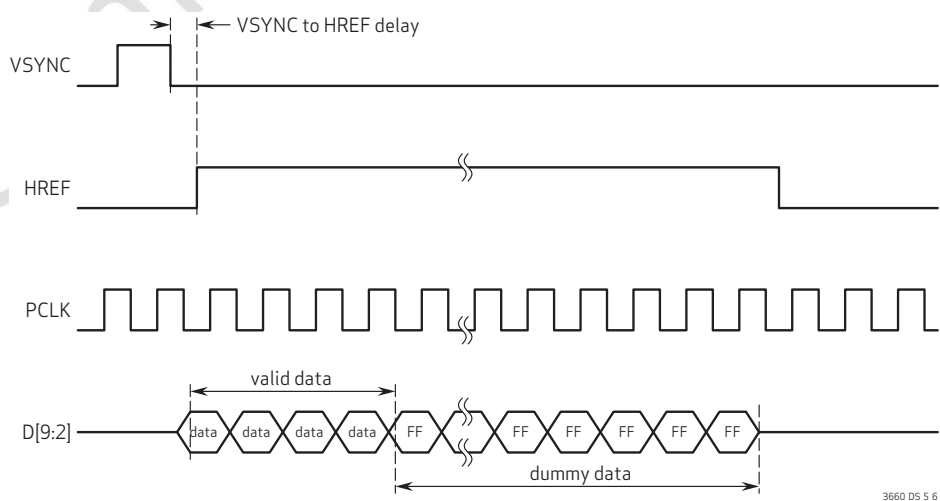 VSYNC to HREF delay
VSYNC
HREF
PCLK
valid data
D[9:2]
data data data data FF FF FF FF FF FF
dummy data
3660 DS 5 6